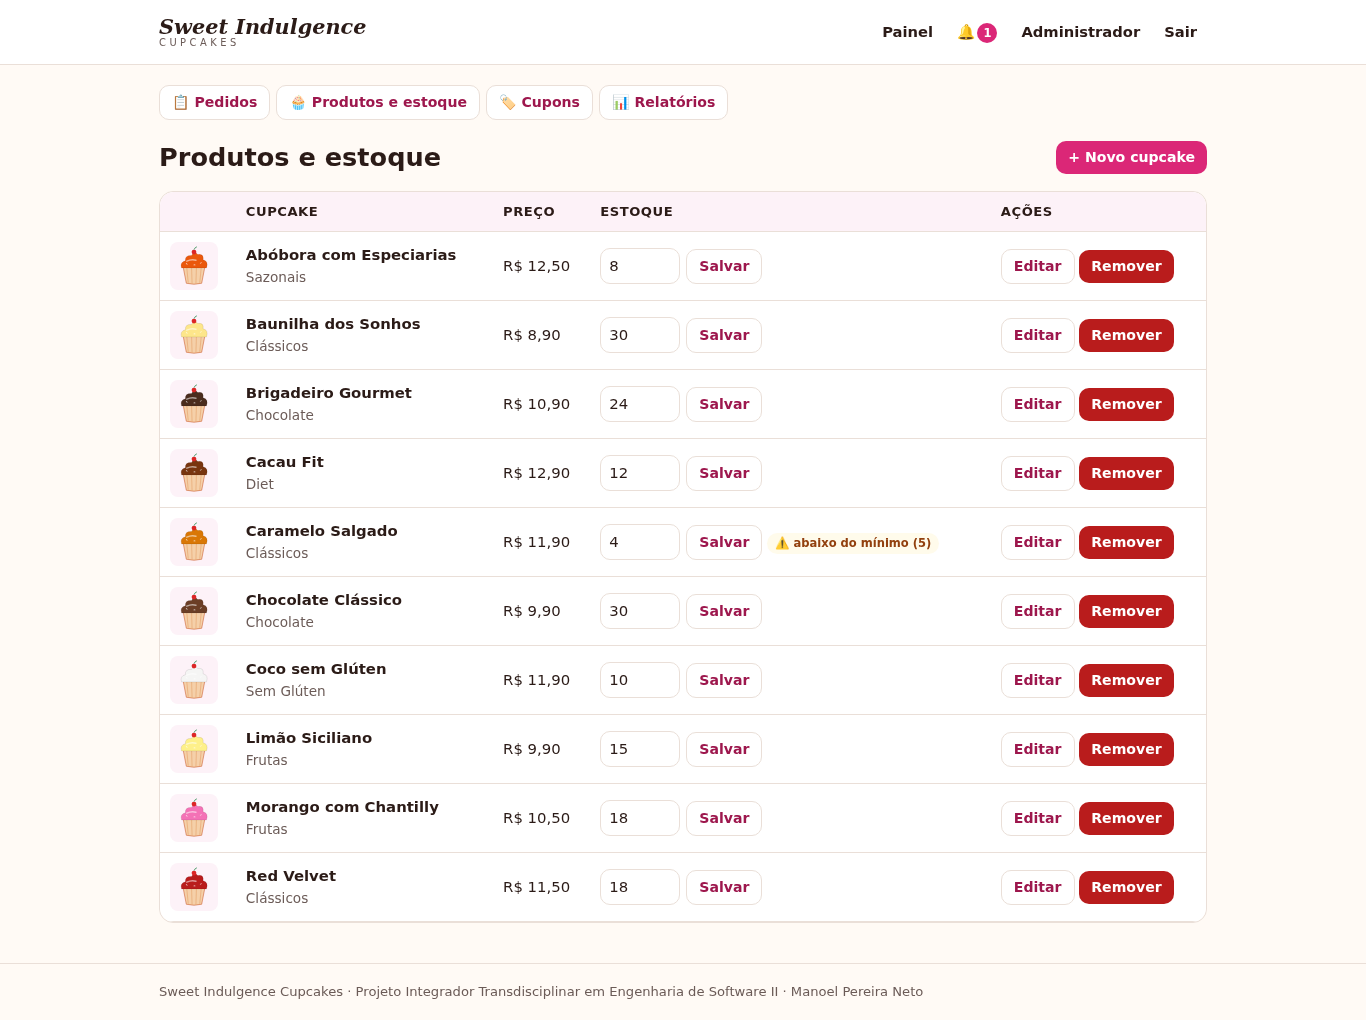 Sweet Indulgence
CUPCAKES
Painel 🔔 1 Administrador Sair
📋 Pedidos 🧁 Produtos e estoque 🏷️ Cupons 📊 Relatórios
Produtos e estoque + Novo cupcake
CUPCAKE PREÇO ESTOQUE AÇÕES
Abóbora com Especiarias
Sazonais
R$ 12,50 8 Salvar Editar Remover
Baunilha dos Sonhos
Clássicos
R$ 8,90 30 Salvar Editar Remover
Brigadeiro Gourmet
Chocolate
R$ 10,90 24 Salvar Editar Remover
Cacau Fit
Diet
R$ 12,90 12 Salvar Editar Remover
Caramelo Salgado
Clássicos
R$ 11,90 4 Salvar ⚠️ abaixo do mínimo (5) Editar Remover
Chocolate Clássico
Chocolate
R$ 9,90 30 Salvar Editar Remover
Coco sem Glúten
Sem Glúten
R$ 11,90 10 Salvar Editar Remover
Limão Siciliano
Frutas
R$ 9,90 15 Salvar Editar Remover
Morango com Chantilly
Frutas
R$ 10,50 18 Salvar Editar Remover
Red Velvet
Clássicos
R$ 11,50 18 Salvar Editar Remover
Sweet Indulgence Cupcakes · Projeto Integrador Transdisciplinar em Engenharia de Software II · Manoel Pereira Neto